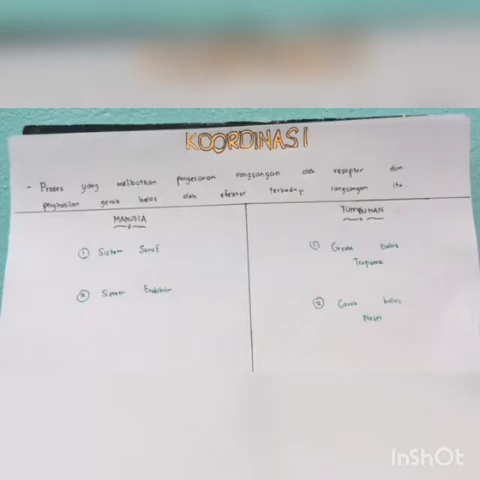 KOORDINASI
- Proses yang melibatkan pengesanan rangsangan oleh reseptor dan
penghasilan gerak balas oleh efektor terhadap rangsangan itu.
MANUSIA
① Sistem Saraf
② Sistem Endokrin
TUMBUHAN
① Gerak balas
Tropisme
② Gerak balas
Nasti
InShOt